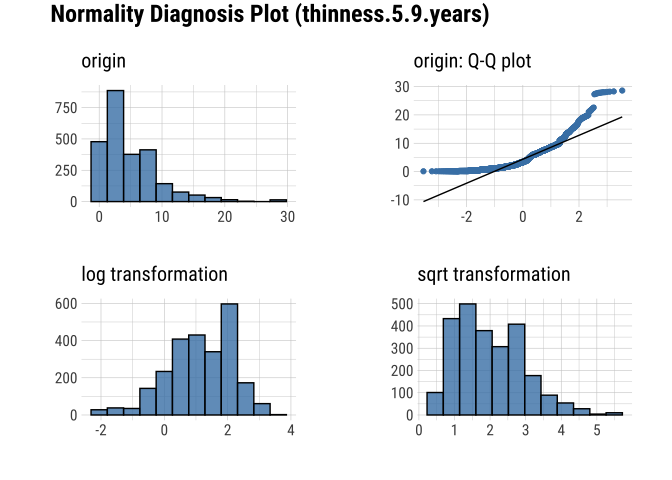 Normality Diagnosis Plot (thinness.5.9.years)
origin
750
500
250
0
0 10 20 30
origin: Q-Q plot
30
20
10
0
-10
-2 0 2
log transformation
600
400
200
0
-2 0 2 4
sqrt transformation
500
400
300
200
100
0
0 1 2 3 4 5